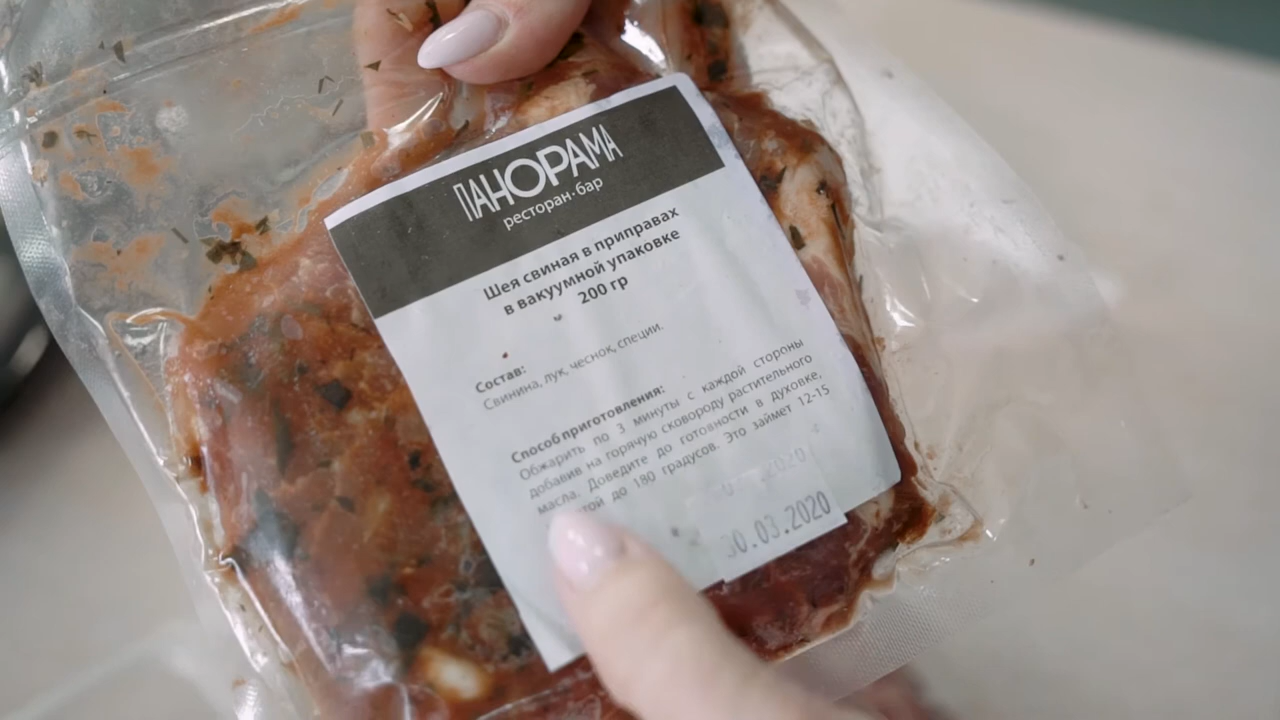 ПАНОРАМА
ресторан·бар
Шея свиная в приправах
в вакуумной упаковке
200 гр
Состав:
Свинина, лук, чеснок, специи.
Способ приготовления:
Обжарить по 3 минуты с каждой стороны
добавив на горячую сковороду растительного
масла. Доведите до готовности в духовке,
до 180 градусов. Это займет 12-15
2020
30.03.2020